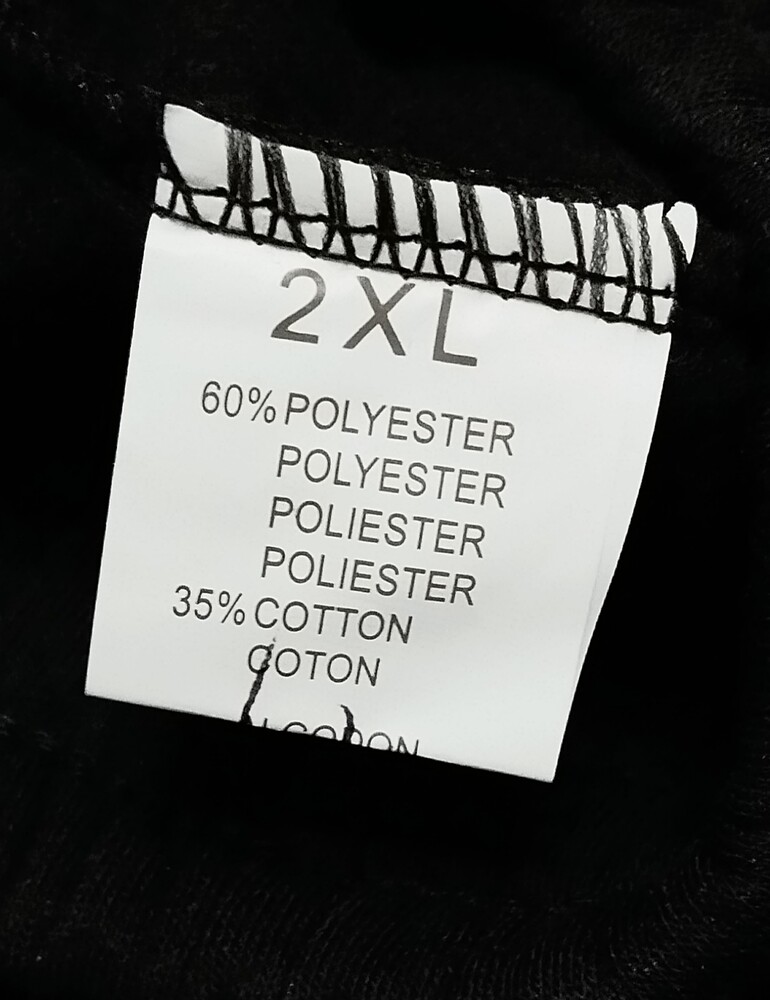 2XL
60% POLYESTER
POLYESTER
POLIESTER
POLIESTER
35% COTTON
COTON